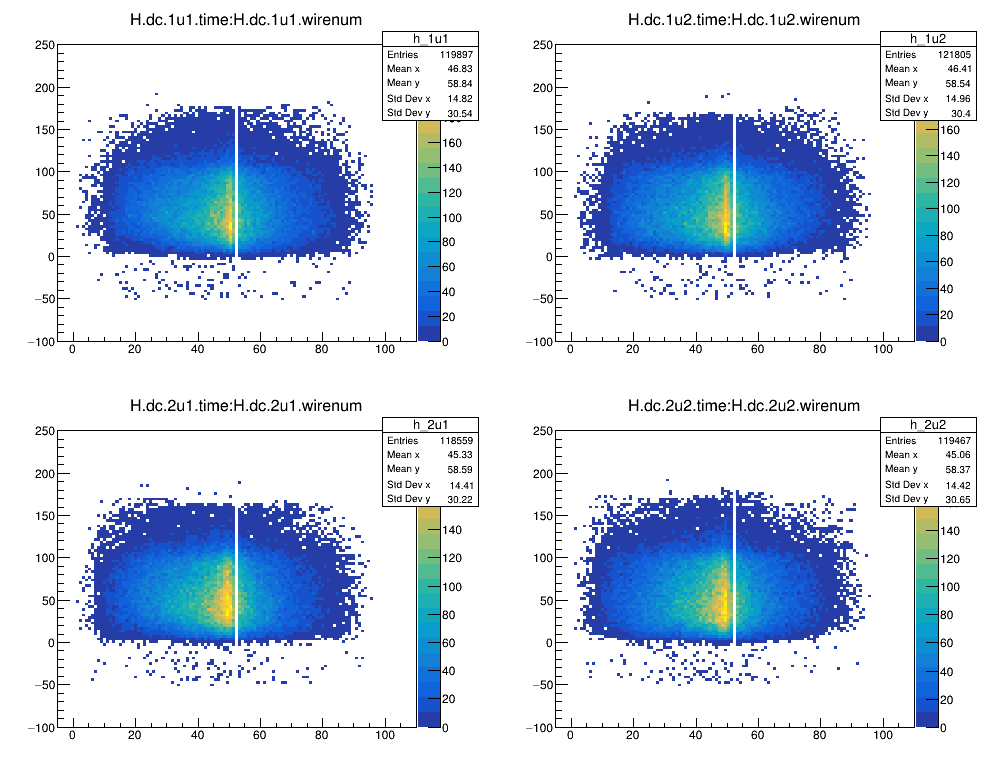 H.dc.1u1.time:H.dc.1u1.wirenum
h_1u1
Entries 119897
Mean x 46.83
Mean y 58.84
Std Dev x 14.82
Std Dev y 30.54
250
200
150
100
50
0
−50
−100
0 20 40 60 80 100
160
140
120
100
80
60
40
20
0
H.dc.1u2.time:H.dc.1u2.wirenum
h_1u2
Entries 121805
Mean x 46.41
Mean y 58.54
Std Dev x 14.96
Std Dev y 30.4
250
200
150
100
50
0
−50
−100
0 20 40 60 80 100
160
140
120
100
80
60
40
20
0
H.dc.2u1.time:H.dc.2u1.wirenum
h_2u1
Entries 118559
Mean x 45.33
Mean y 58.59
Std Dev x 14.41
Std Dev y 30.22
250
200
150
100
50
0
−50
−100
0 20 40 60 80 100
140
120
100
80
60
40
20
0
H.dc.2u2.time:H.dc.2u2.wirenum
h_2u2
Entries 119467
Mean x 45.06
Mean y 58.37
Std Dev x 14.42
Std Dev y 30.65
250
200
150
100
50
0
−50
−100
0 20 40 60 80 100
140
120
100
80
60
40
20
0